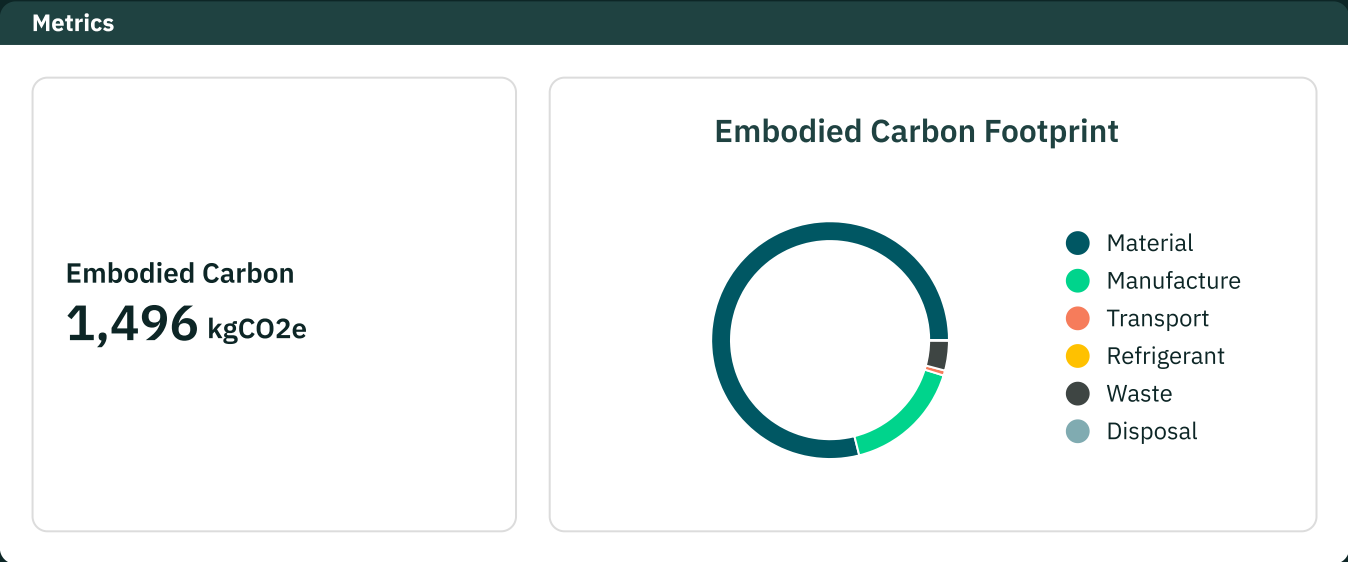 Metrics
Embodied Carbon
1,496 kgCO2e
Embodied Carbon Footprint
Material
Manufacture
Transport
Refrigerant
Waste
Disposal